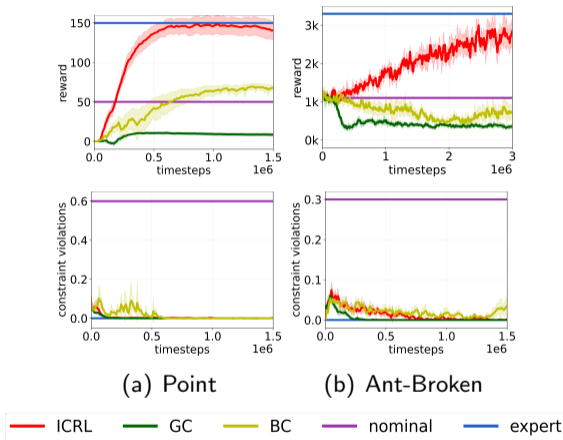 150
100
50
0
reward
0.0 0.5 1.0 1.5
timesteps 1e6
3k
2k
1k
0k
reward
0 1 2 3
timesteps 1e6
0.6
0.4
0.2
0.0
constraint violations
0.0 0.5 1.0 1.5
timesteps 1e6
0.3
0.2
0.1
0.0
constraint violations
0.0 0.5 1.0 1.5
timesteps 1e6
(a) Point
(b) Ant-Broken
ICRL GC BC nominal expert